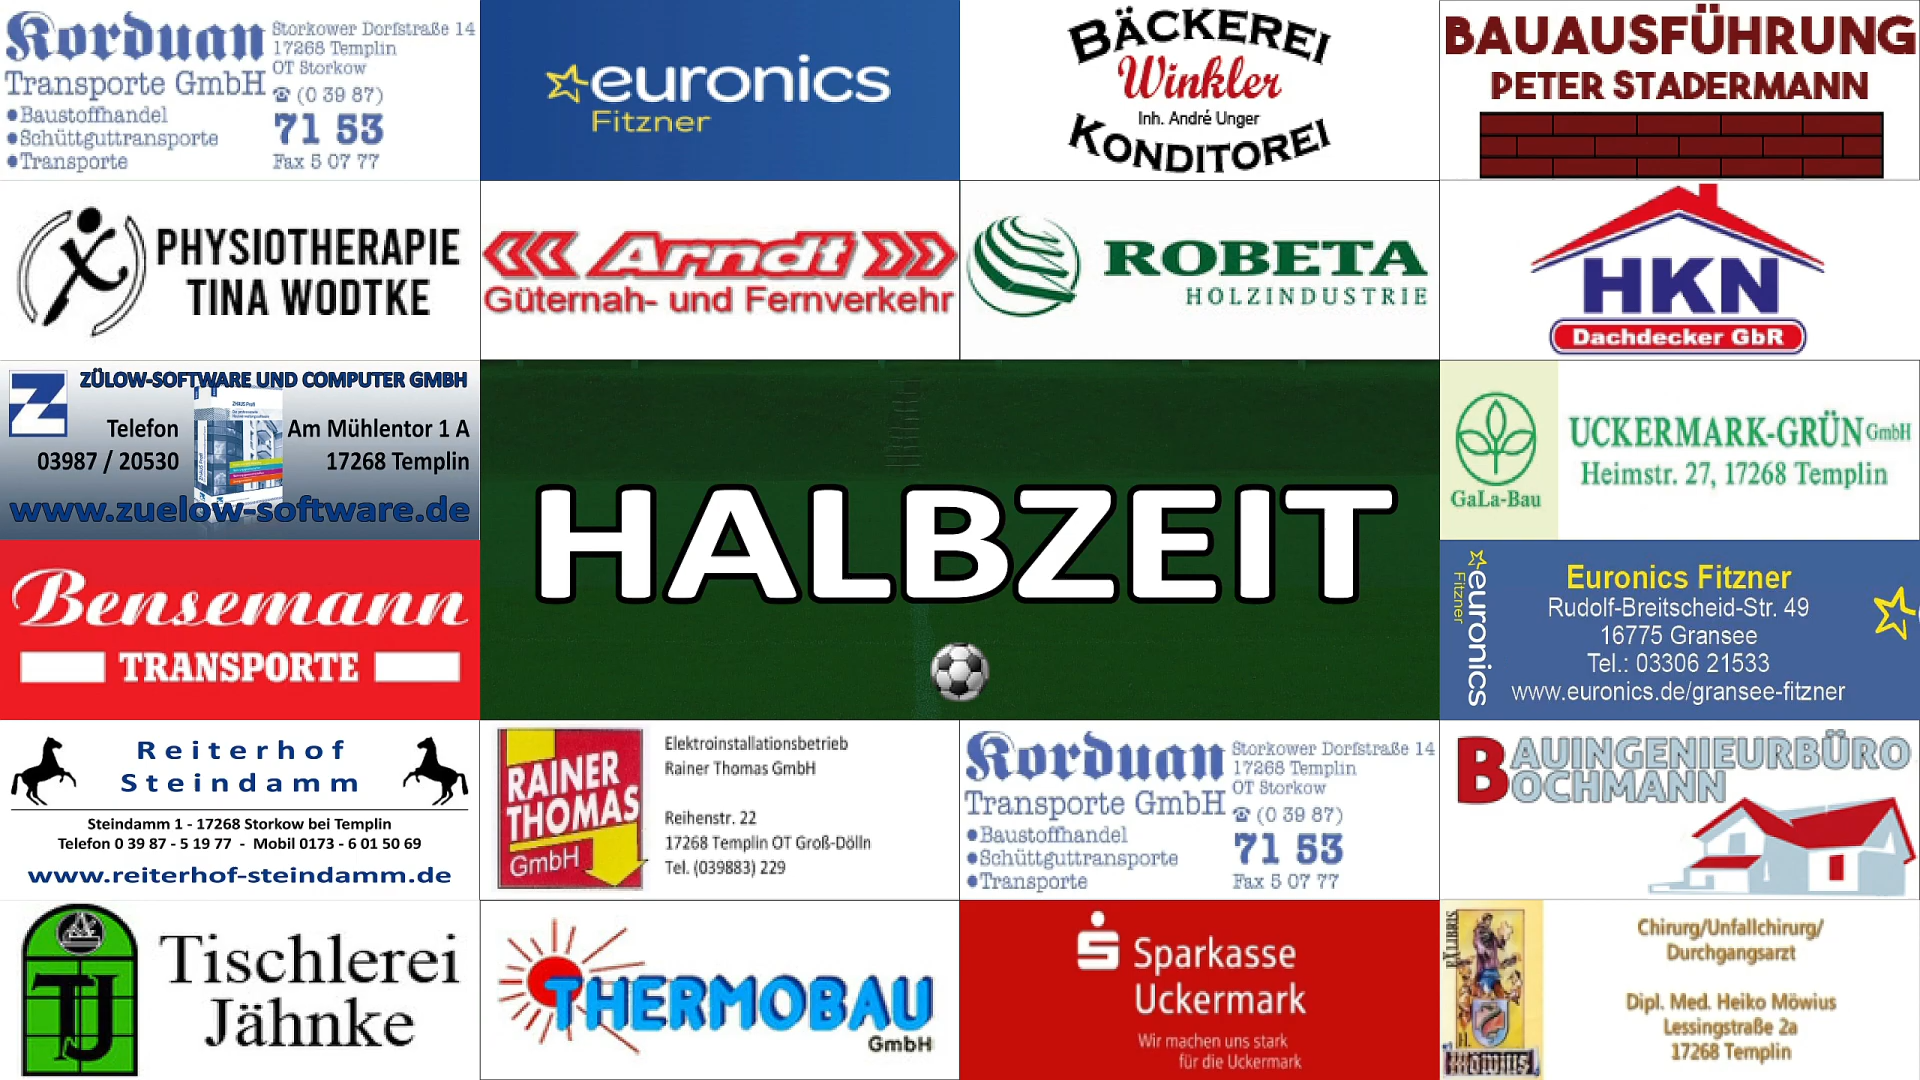 Korduan
Transporte GmbH
•Baustoffhandel
•Schüttguttransporte
•Transporte
Storkower Dorfstraße 14
17268 Templin
OT Storkow
☎ (0 39 87)
71 53
Fax 5 07 77
euronics
Fitzner
BÄCKEREI
Winkler
Inh. André Unger
KONDITOREI
BAUAUSFÜHRUNG
PETER STADERMANN
PHYSIOTHERAPIE
TINA WODTKE
Arndt
Güternah- und Fernverkehr
ROBETA
HOLZINDUSTRIE
HKN
Dachdecker GbR
Z
ZÜLOW-SOFTWARE UND COMPUTER GMBH
Telefon
03987 / 20530
Am Mühlentor 1 A
17268 Templin
www.zuelow-software.de
HALBZEIT
GaLa-Bau
UCKERMARK-GRÜN GmbH
Heimstr. 27, 17268 Templin
Bensemann
TRANSPORTE
euronics
Fitzner
Euronics Fitzner
Rudolf-Breitscheid-Str. 49
16775 Gransee
Tel.: 03306 21533
www.euronics.de/gransee-fitzner
Reiterhof
Steindamm
Steindamm 1 - 17268 Storkow bei Templin
Telefon 0 39 87 - 5 19 77 - Mobil 0173 - 6 01 50 69
www.reiterhof-steindamm.de
RAINER
THOMAS
GmbH
Elektroinstallationsbetrieb
Rainer Thomas GmbH
Reihenstr. 22
17268 Templin OT Groß-Dölln
Tel. (039883) 229
Korduan
Transporte GmbH
•Baustoffhandel
•Schüttguttransporte
•Transporte
Storkower Dorfstraße 14
17268 Templin
OT Storkow
☎ (0 39 87)
71 53
Fax 5 07 77
BAUINGENIEURBÜRO
BOCHMANN
TJ
Tischlerei
Jähnke
THERMOBAU
GmbH
Sparkasse
Uckermark
Wir machen uns stark
für die Uckermark
EXLIBRIS
H.
MÖWIUS
Chirurg/Unfallchirurg/
Durchgangsarzt
Dipl. Med. Heiko Möwius
Lessingstraße 2a
17268 Templin